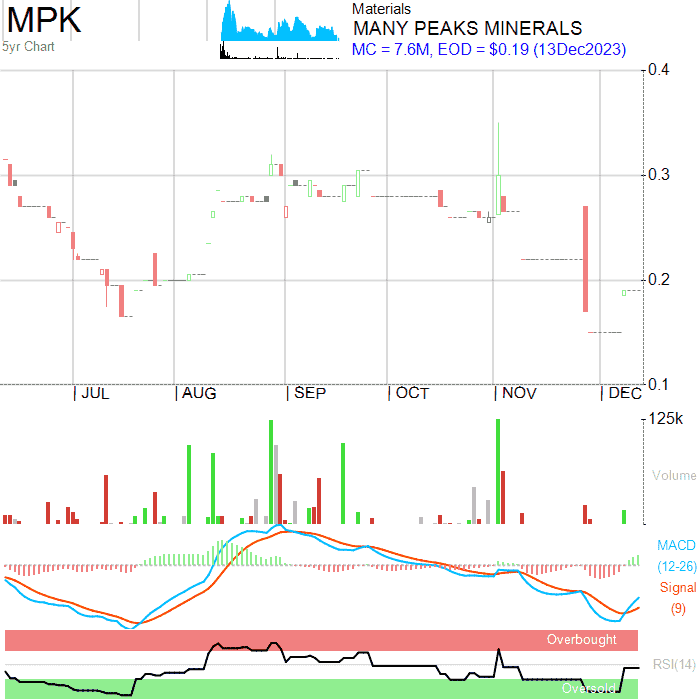 MPK
5yr Chart
Materials
MANY PEAKS MINERALS
MC = 7.6M, EOD = $0.19 (13Dec2023)
0.4
0.3
0.2
0.1
JUL AUG SEP OCT NOV DEC
125k
Volume
MACD
(12-26)
Signal
(9)
Overbought
RSI(14)
Oversold